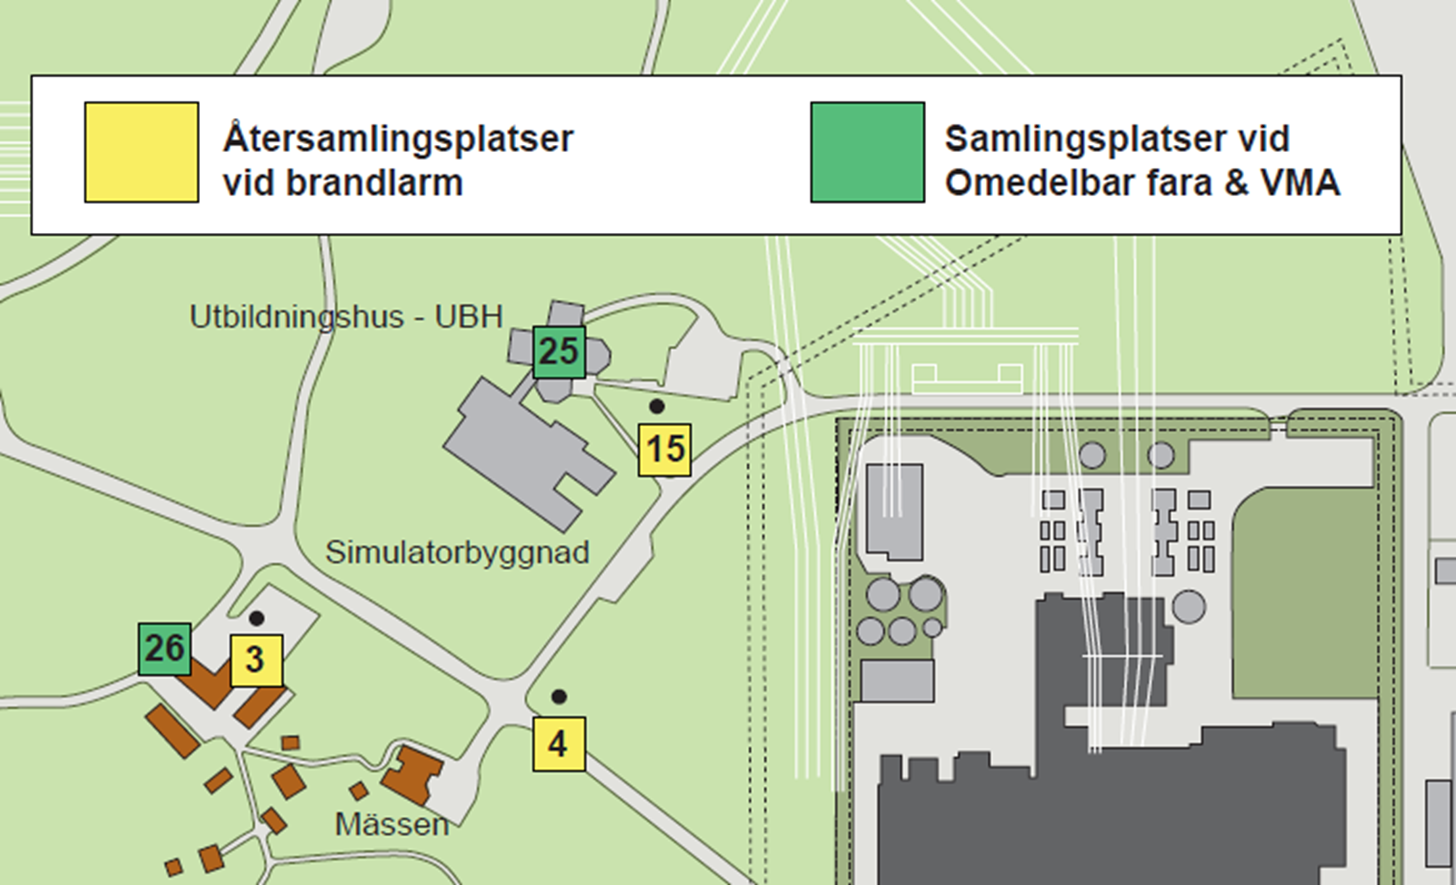 Återsamlingsplatser
vid brandlarm
Samlingsplatser vid
Omedelbar fara & VMA
Utbildningshus - UBH
25
15
Simulatorbyggnad
26
3
4
Mässen